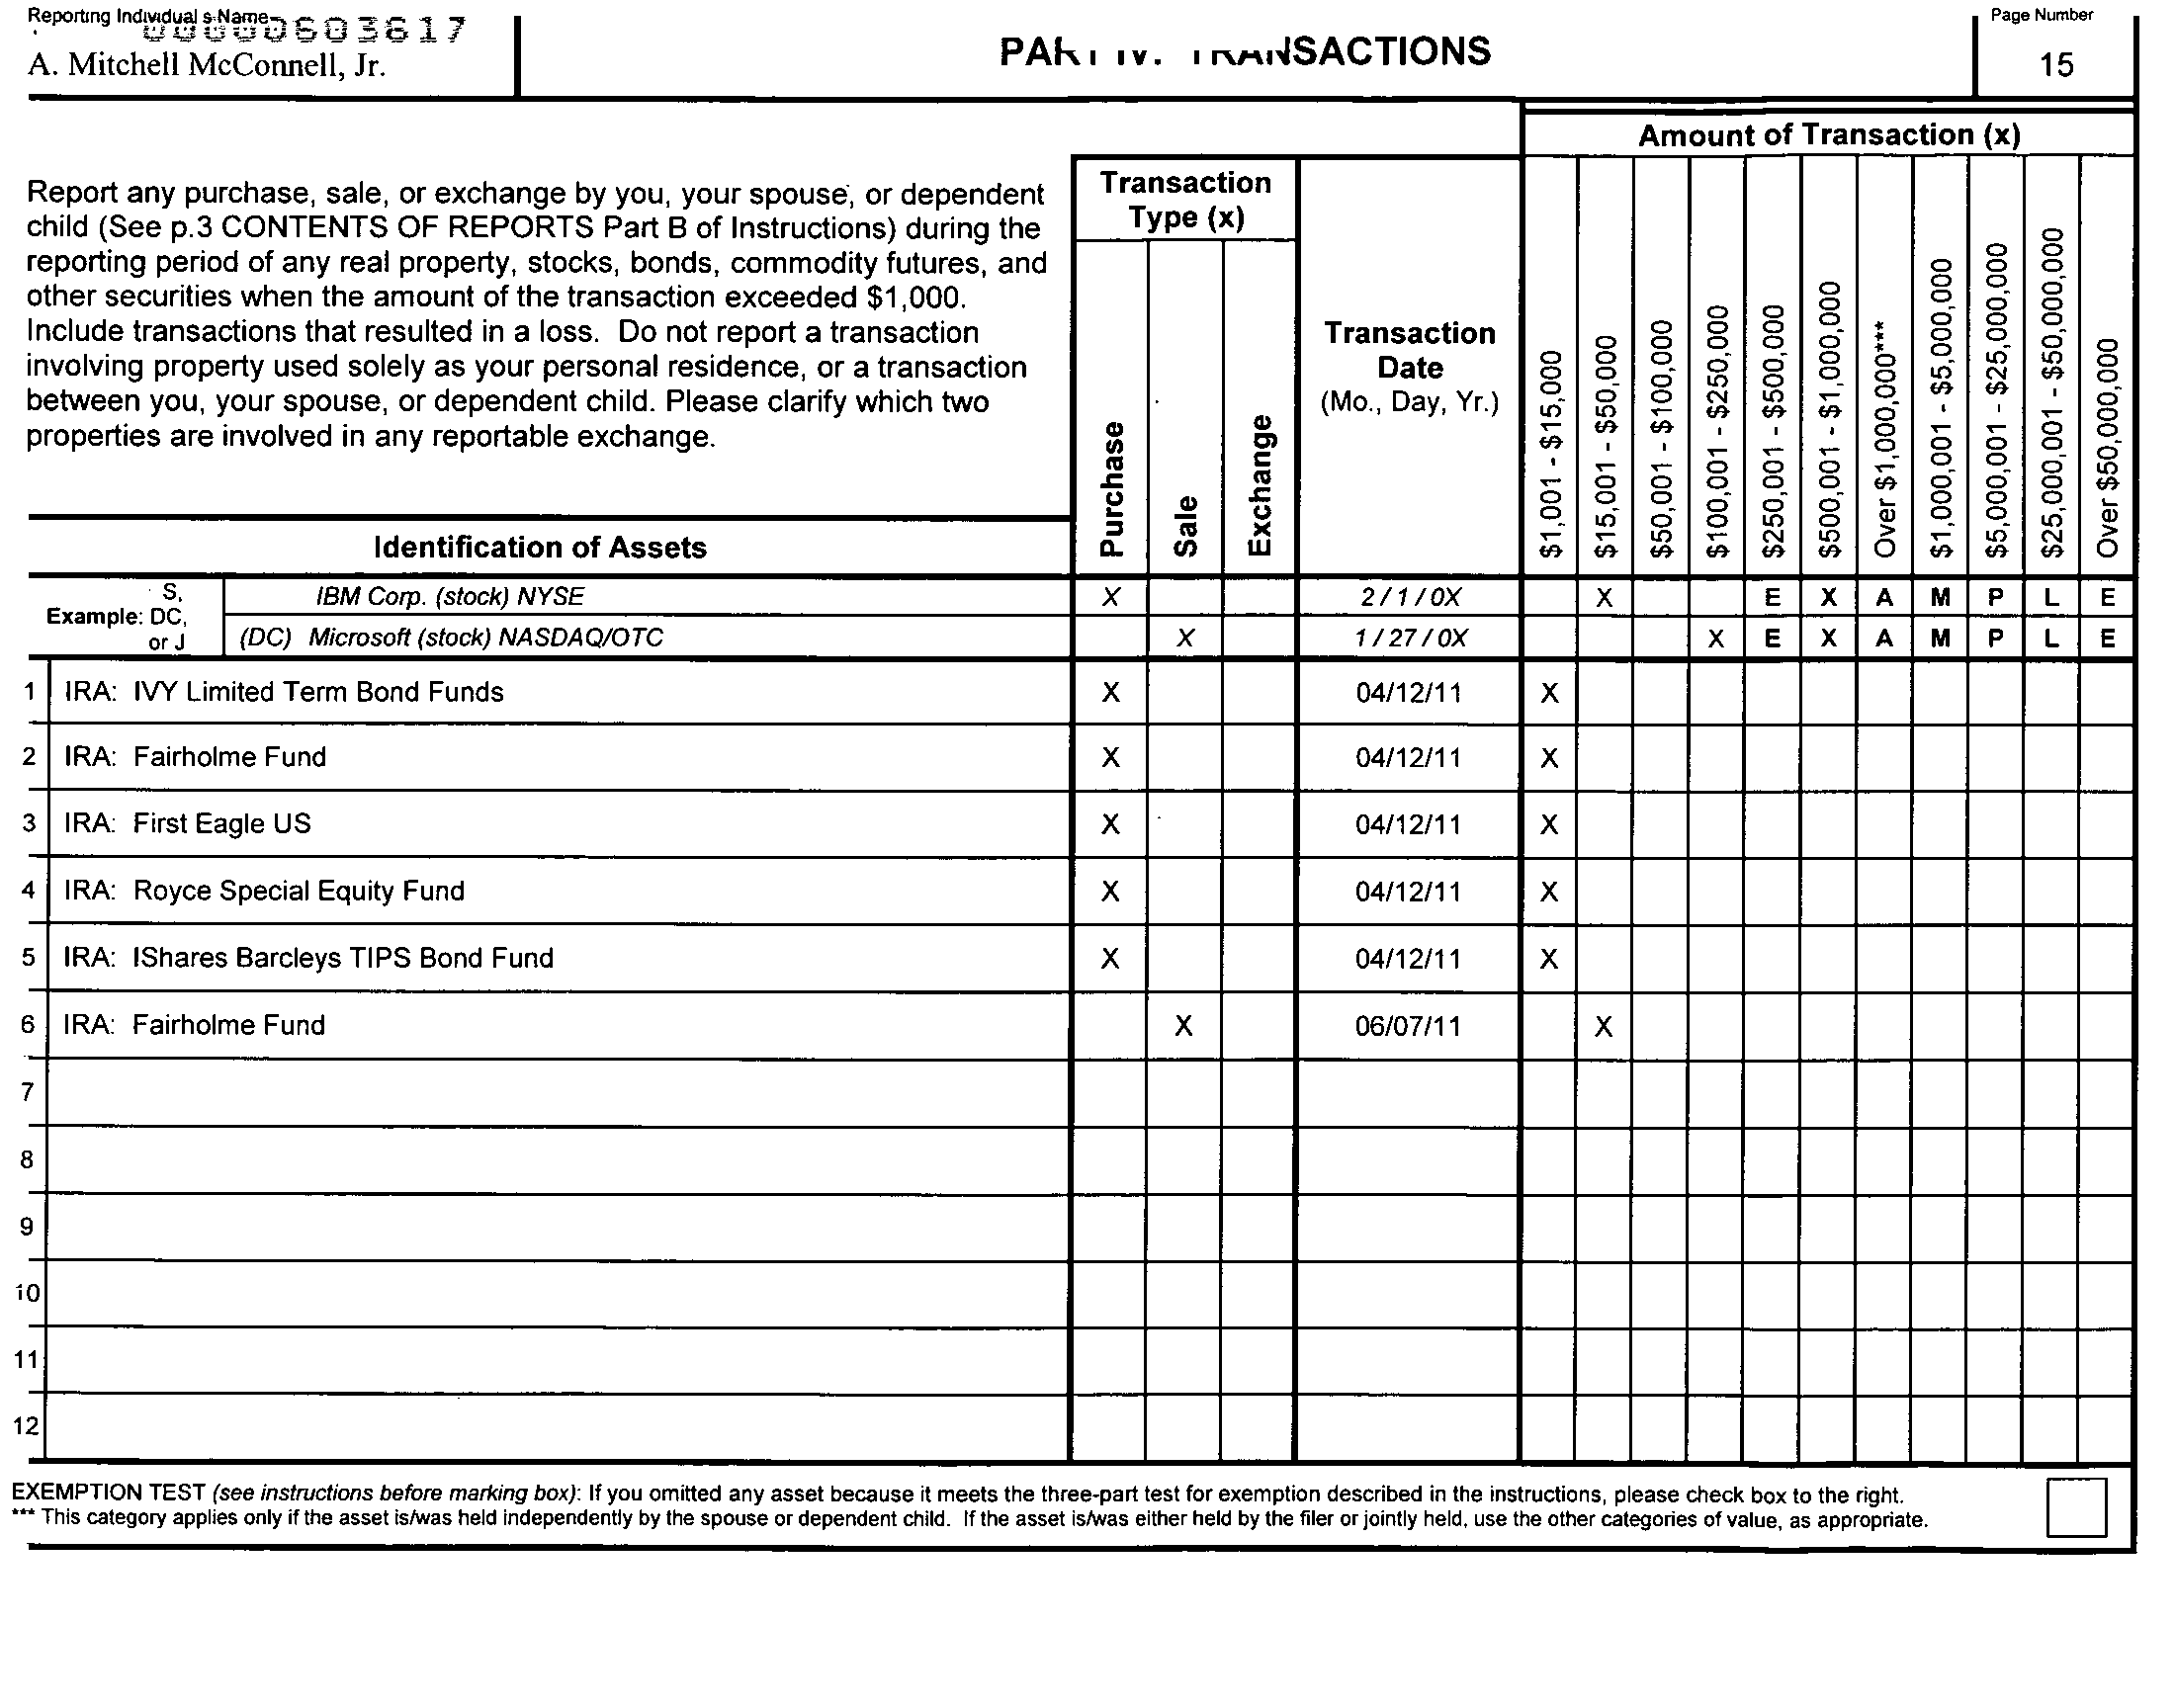 Reporting Individual s Name
00000603617
A. Mitchell McConnell, Jr.
PART IV. TRANSACTIONS
Page Number
15
Amount of Transaction (x)
Report any purchase, sale, or exchange by you, your spouse, or dependent
child (See p.3 CONTENTS OF REPORTS Part B of Instructions) during the
reporting period of any real property, stocks, bonds, commodity futures, and
other securities when the amount of the transaction exceeded $1,000.
Include transactions that resulted in a loss. Do not report a transaction
involving property used solely as your personal residence, or a transaction
between you, your spouse, or dependent child. Please clarify which two
properties are involved in any reportable exchange.
Transaction
Type (x)
Purchase
Sale
Exchange
Transaction
Date
(Mo., Day, Yr.)
$1,001 - $15,000
$15,001 - $50,000
$50,001 - $100,000
$100,001 - $250,000
$250,001 - $500,000
$500,001 - $1,000,000
Over $1,000,000***
$1,000,001 - $5,000,000
$5,000,001 - $25,000,000
$25,000,001 - $50,000,000
Over $50,000,000
Identification of Assets
Example: S, DC, or J
IBM Corp. (stock) NYSE X 2 / 1 / 0X X E X A M P L E
(DC) Microsoft (stock) NASDAQ/OTC X 1 / 27 / 0X X E X A M P L E
1 IRA: IVY Limited Term Bond Funds X 04/12/11 X
2 IRA: Fairholme Fund X 04/12/11 X
3 IRA: First Eagle US X 04/12/11 X
4 IRA: Royce Special Equity Fund X 04/12/11 X
5 IRA: IShares Barcleys TIPS Bond Fund X 04/12/11 X
6 IRA: Fairholme Fund X 06/07/11 X
7
8
9
10
11
12
EXEMPTION TEST (see instructions before marking box): If you omitted any asset because it meets the three-part test for exemption described in the instructions, please check box to the right.
*** This category applies only if the asset is/was held independently by the spouse or dependent child. If the asset is/was either held by the filer or jointly held, use the other categories of value, as appropriate.